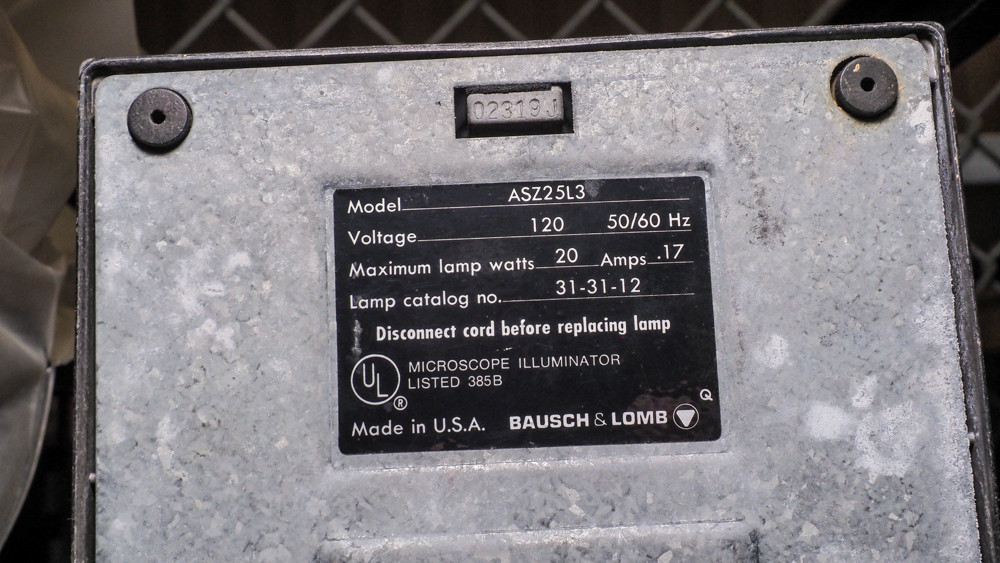 02319J
Model ASZ25L3
Voltage 120 50/60 Hz
Maximum lamp watts 20 Amps .17
Lamp catalog no. 31-31-12
Disconnect cord before replacing lamp
UL® MICROSCOPE ILLUMINATOR
LISTED 385B
Q
Made in U.S.A. BAUSCH & LOMB